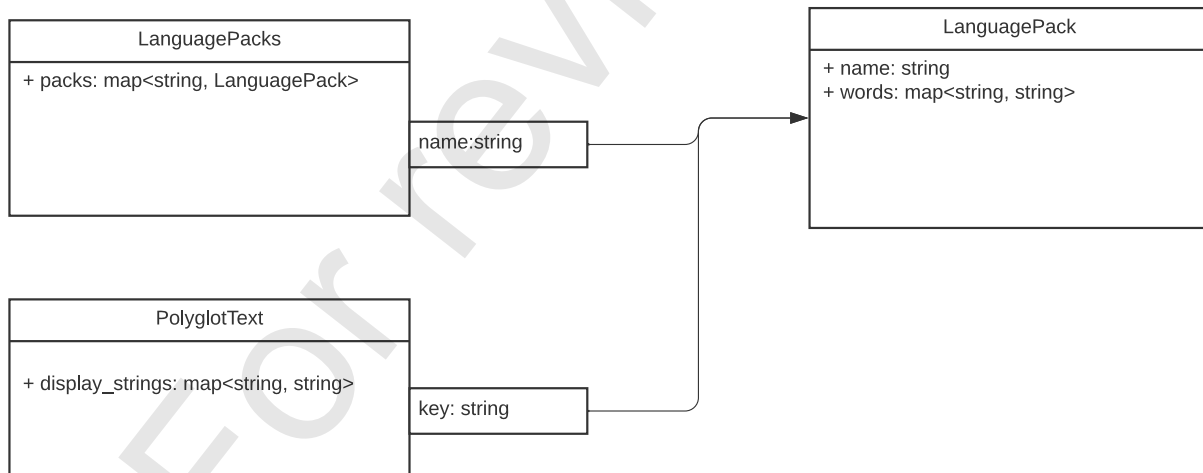 LanguagePacks
+ packs: map<string, LanguagePack>
name:string
LanguagePack
+ name: string
+ words: map<string, string>
PolyglotText
+ display_strings: map<string, string>
key: string
For revi